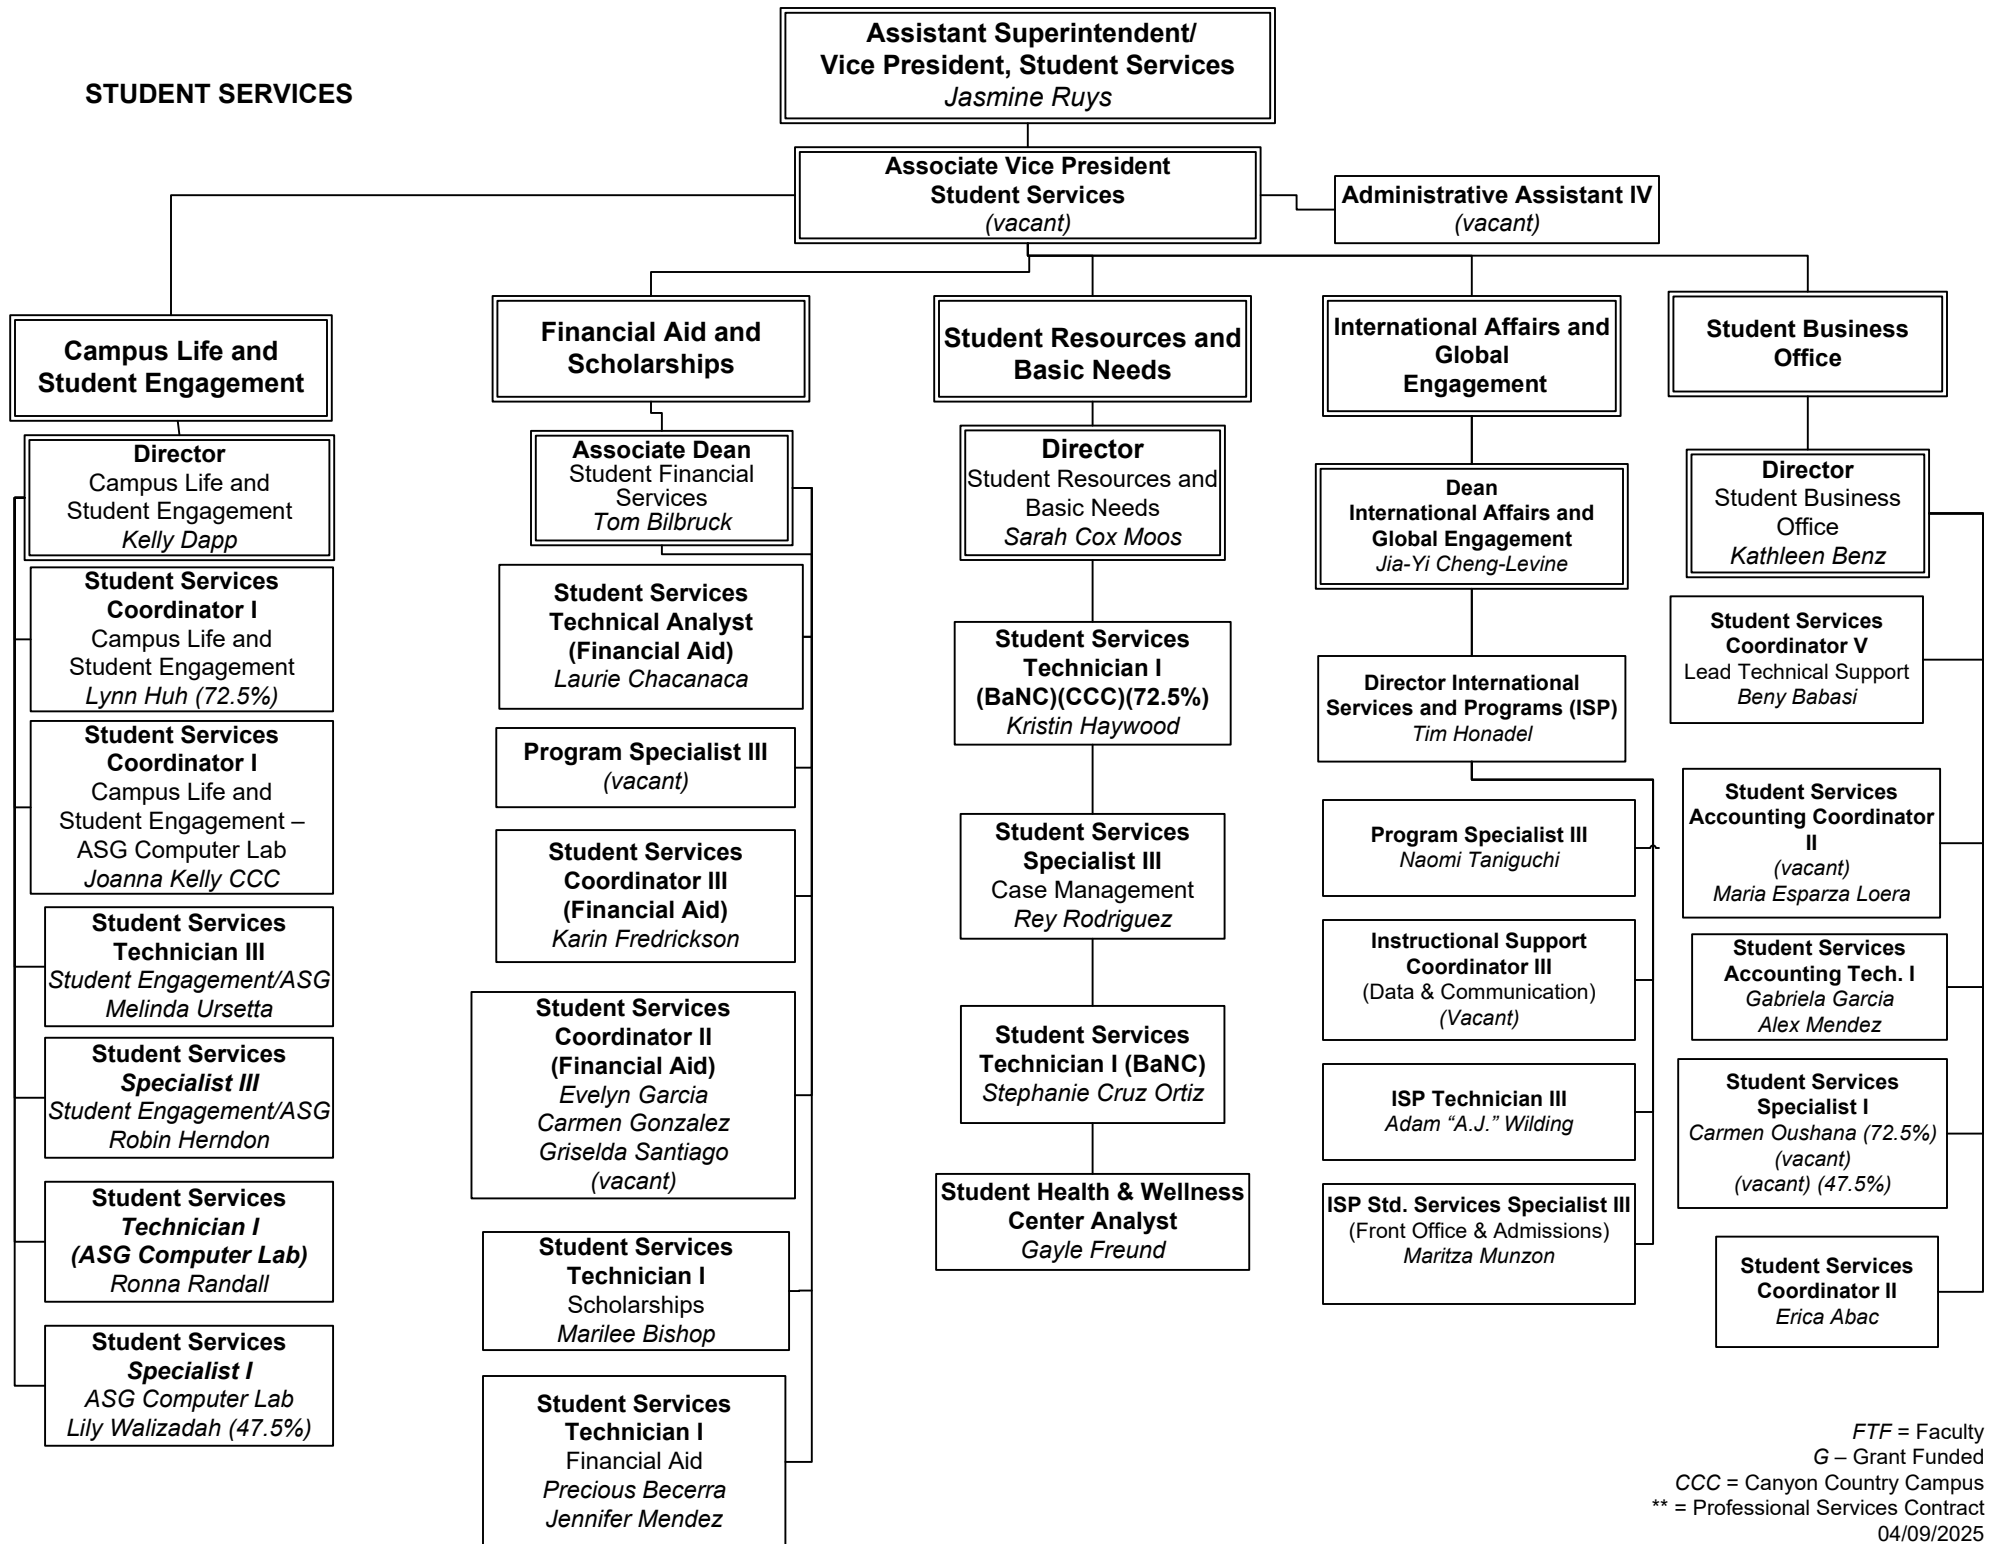 STUDENT SERVICES
Assistant Superintendent/
Vice President, Student Services
Jasmine Ruys
Associate Vice President
Student Services
(vacant)
Administrative Assistant IV
(vacant)
Campus Life and
Student Engagement
Director
Campus Life and
Student Engagement
Kelly Dapp
Student Services
Coordinator I
Campus Life and
Student Engagement
Lynn Huh (72.5%)
Student Services
Coordinator I
Campus Life and
Student Engagement –
ASG Computer Lab
Joanna Kelly CCC
Student Services
Technician III
Student Engagement/ASG
Melinda Ursetta
Student Services
Specialist III
Student Engagement/ASG
Robin Herndon
Student Services
Technician I
(ASG Computer Lab)
Ronna Randall
Student Services
Specialist I
ASG Computer Lab
Lily Walizadah (47.5%)
Financial Aid and
Scholarships
Associate Dean
Student Financial
Services
Tom Bilbruck
Student Services
Technical Analyst
(Financial Aid)
Laurie Chacanaca
Program Specialist III
(vacant)
Student Services
Coordinator III
(Financial Aid)
Karin Fredrickson
Student Services
Coordinator II
(Financial Aid)
Evelyn Garcia
Carmen Gonzalez
Griselda Santiago
(vacant)
Student Services
Technician I
Scholarships
Marilee Bishop
Student Services
Technician I
Financial Aid
Precious Becerra
Jennifer Mendez
Student Resources and
Basic Needs
Director
Student Resources and
Basic Needs
Sarah Cox Moos
Student Services
Technician I
(BaNC)(CCC)(72.5%)
Kristin Haywood
Student Services
Specialist III
Case Management
Rey Rodriguez
Student Services
Technician I (BaNC)
Stephanie Cruz Ortiz
Student Health & Wellness
Center Analyst
Gayle Freund
International Affairs and
Global
Engagement
Dean
International Affairs and
Global Engagement
Jia-Yi Cheng-Levine
Director International
Services and Programs (ISP)
Tim Honadel
Program Specialist III
Naomi Taniguchi
Instructional Support
Coordinator III
(Data & Communication)
(Vacant)
ISP Technician III
Adam “A.J.” Wilding
ISP Std. Services Specialist III
(Front Office & Admissions)
Maritza Munzon
Student Business
Office
Director
Student Business
Office
Kathleen Benz
Student Services
Coordinator V
Lead Technical Support
Beny Babasi
Student Services
Accounting Coordinator
II
(vacant)
Maria Esparza Loera
Student Services
Accounting Tech. I
Gabriela Garcia
Alex Mendez
Student Services
Specialist I
Carmen Oushana (72.5%)
(vacant)
(vacant) (47.5%)
Student Services
Coordinator II
Erica Abac
FTF = Faculty
G – Grant Funded
CCC = Canyon Country Campus
** = Professional Services Contract
04/09/2025